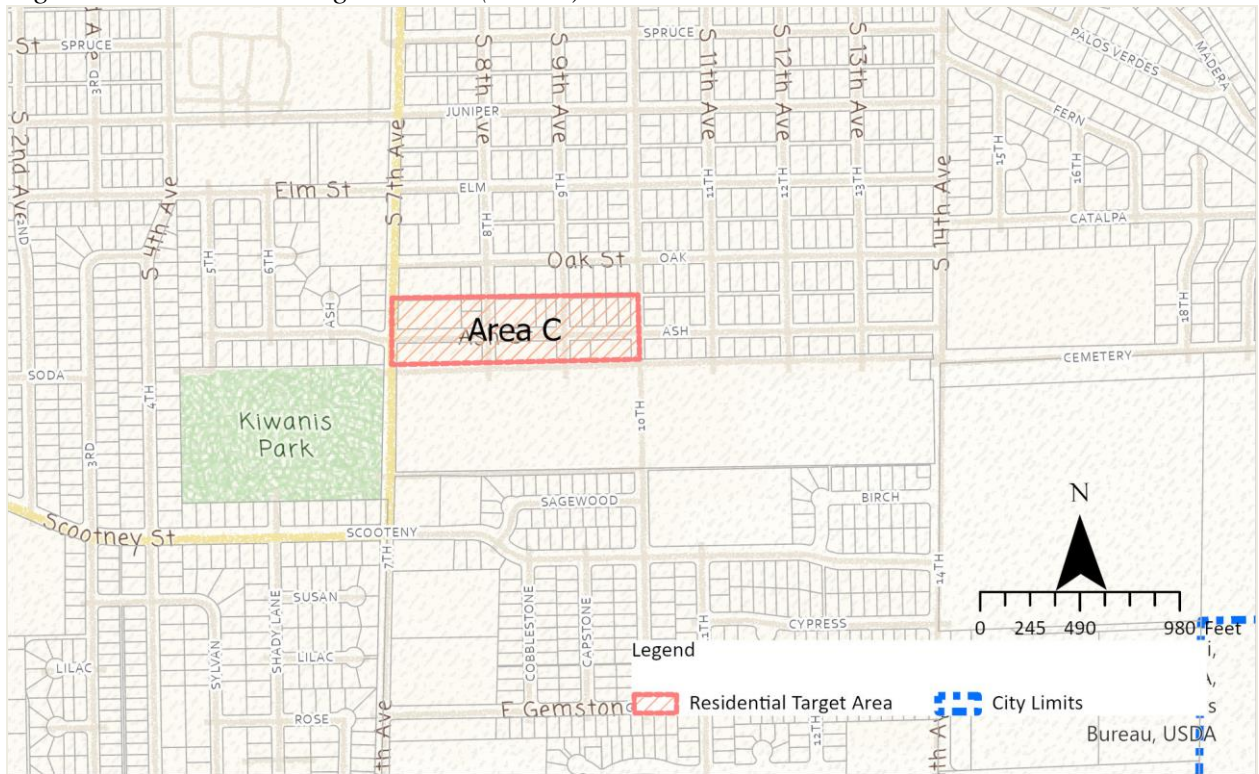 St
SPRUCE
3RD
SPRUCE
S 8th Ave
S 9th Ave
S 11th Ave
S 12th Ave
S 13th Ave
PALOS VERDES
MADERA
S 2nd Ave
2ND
JUNIPER
FERN
S 7th Ave
15TH
16TH
S 4th Ave
Elm St
ELM
8TH
9TH
11TH
12TH
13TH
S 14th Ave
CATALPA
5TH
6TH
Oak St
OAK
ASH
Area C
ASH
18TH
CEMETERY
SODA
4TH
3RD
Kiwanis
Park
10TH
N
Scootney St
SCOOTENY
7TH
SAGEWOOD
BIRCH
14TH
SUSAN
SHADY LANE
LILAC
LILAC
SYLVAN
ROSE
COBBLESTONE
CAPSTONE
CYPRESS
0 245 490 980 Feet
Legend
Residential Target Area
City Limits
E Gemston
12TH
Bureau, USDA